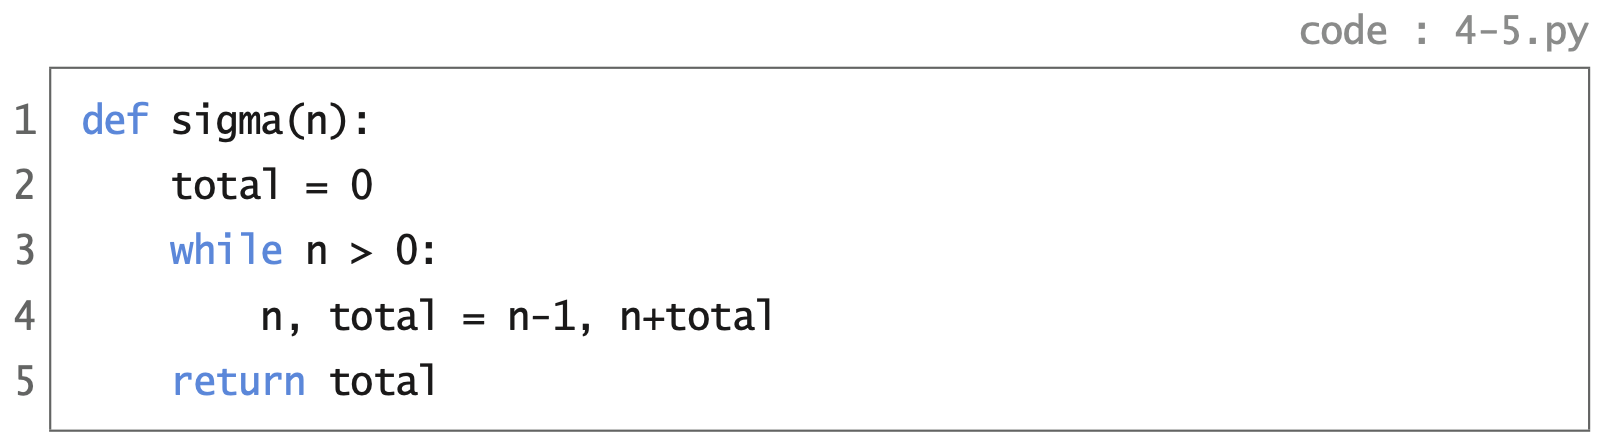 code : 4-5.py
1 def sigma(n):
2     total = 0
3     while n > 0:
4         n, total = n-1, n+total
5     return total